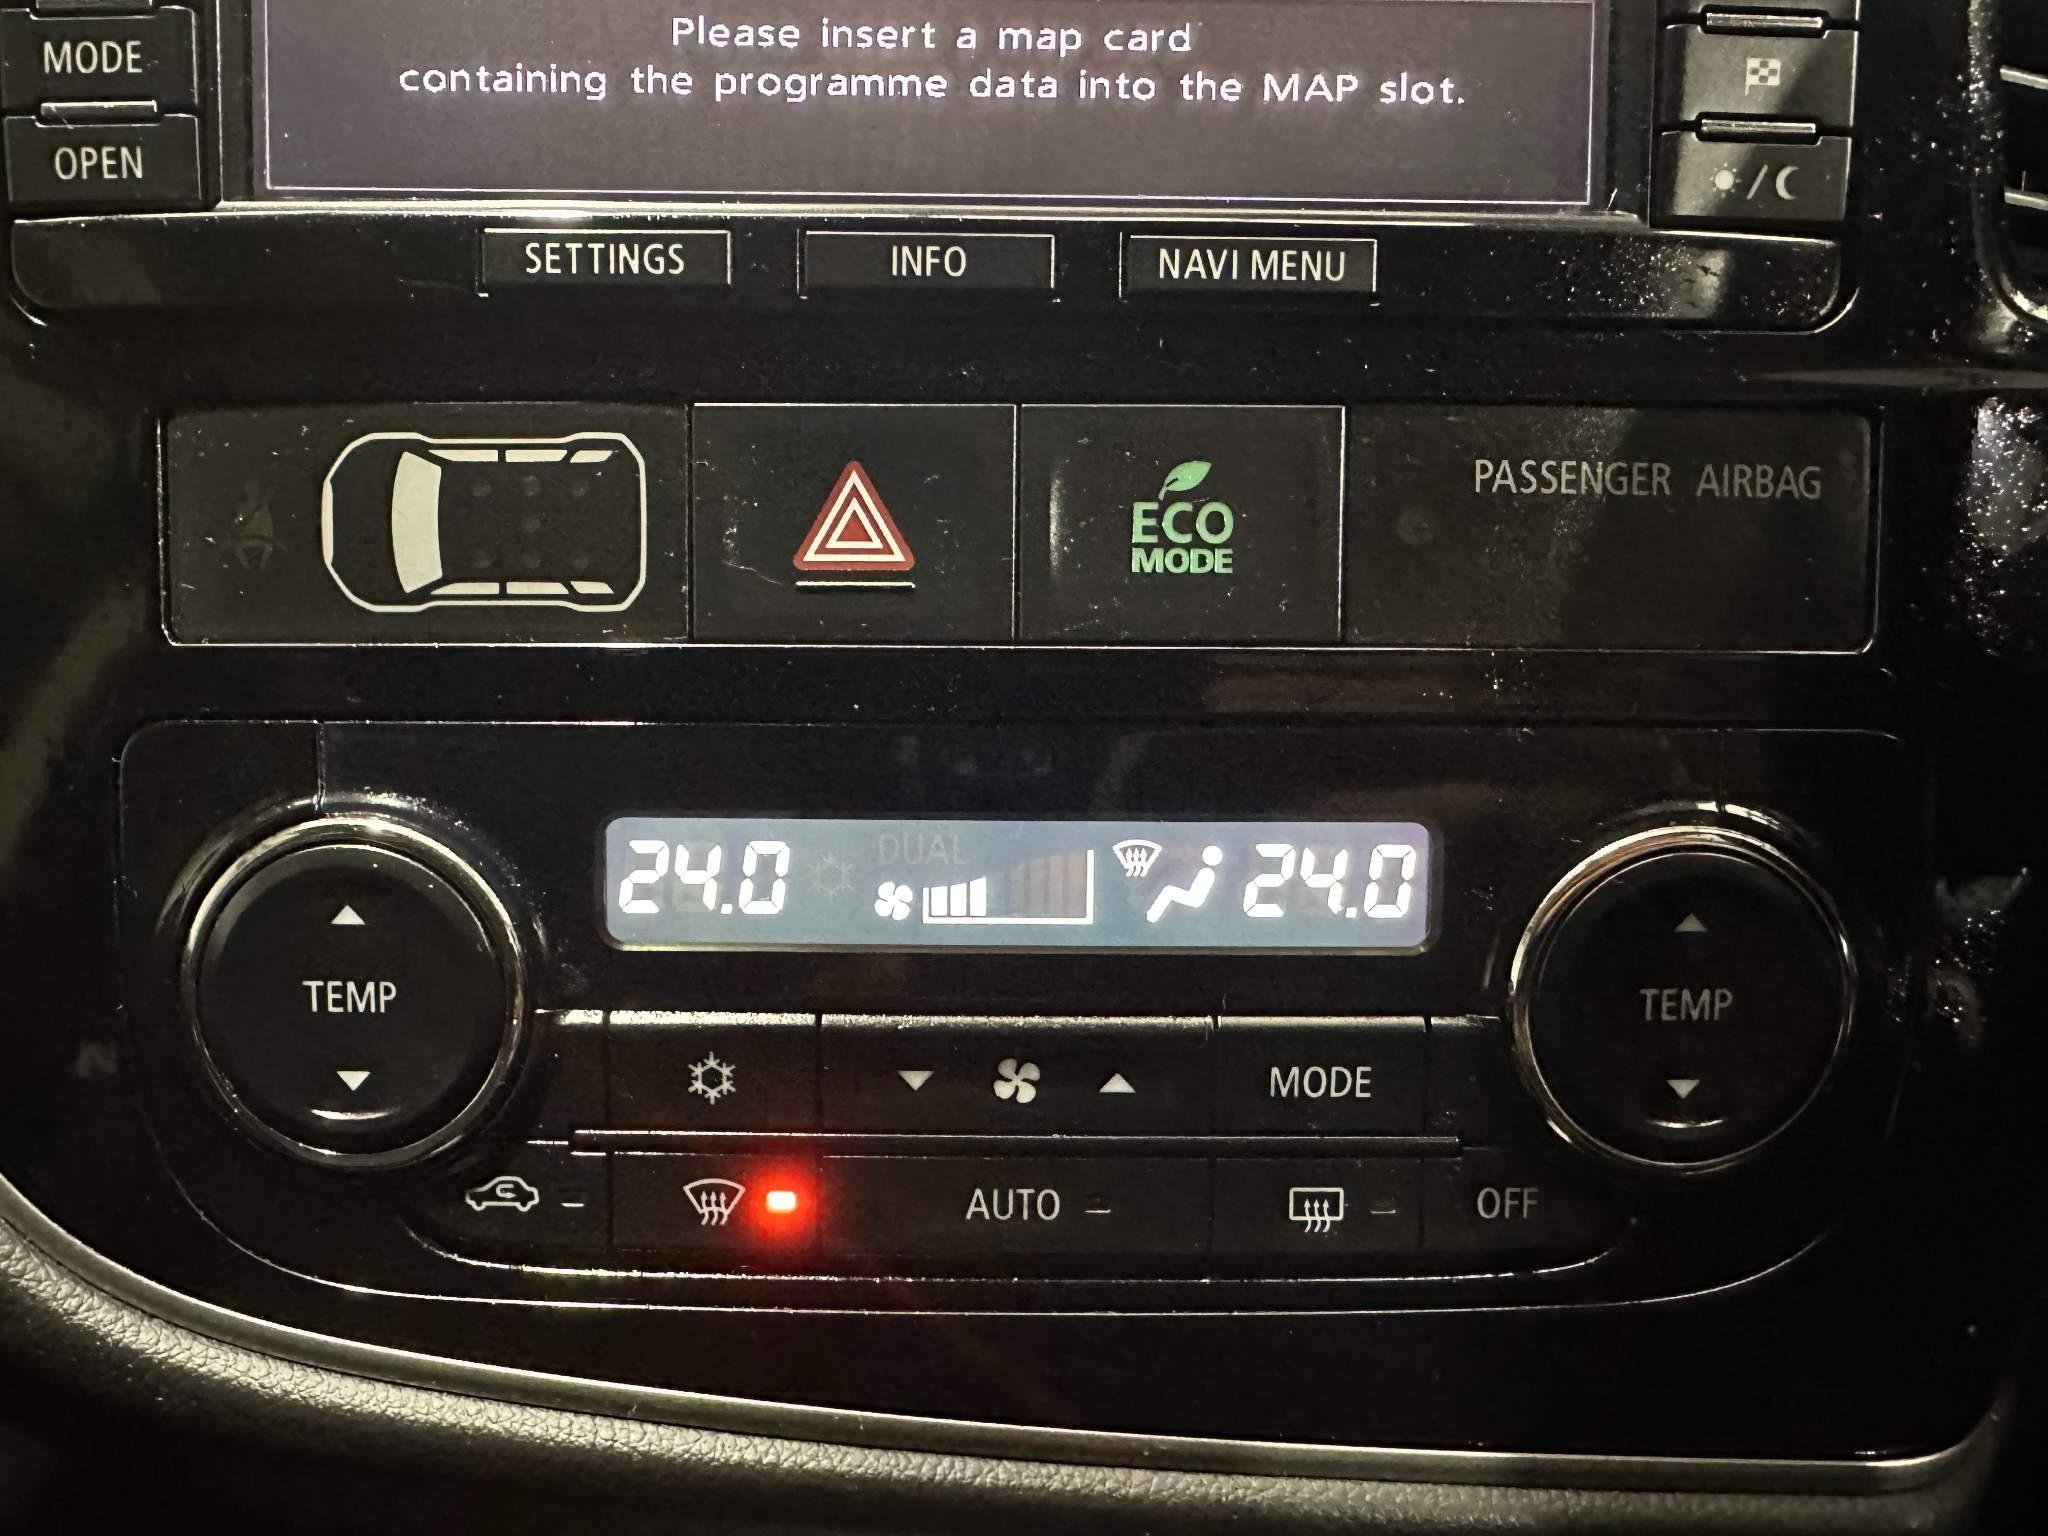 MODE
Please insert a map card
containing the programme data into the MAP slot.
OPEN
SETTINGS
INFO
NAVI MENU
ECO
MODE
PASSENGER AIRBAG
24.0
DUAL
24.0
TEMP
TEMP
MODE
AUTO
OFF